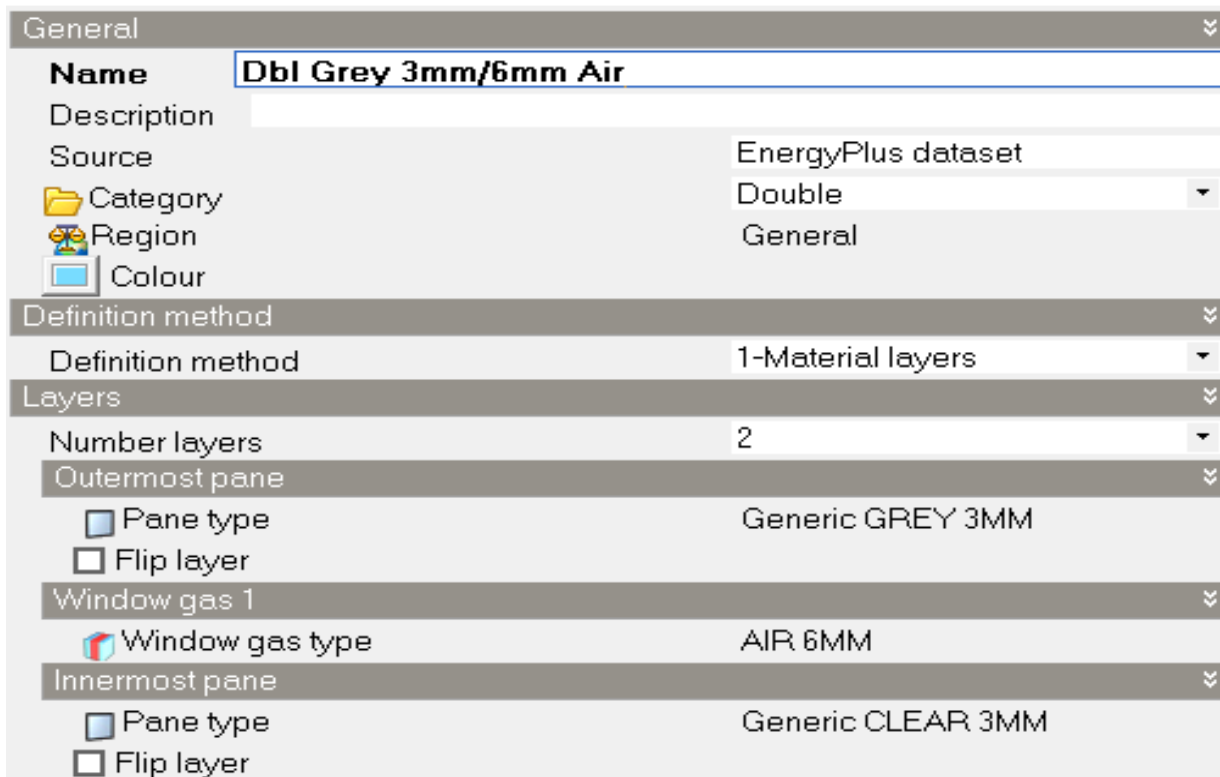 General
Name Dbl Grey 3mm/6mm Air
Description
Source EnergyPlus dataset
Category Double
Region General
Colour
Definition method
Definition method 1-Material layers
Layers
Number layers 2
Outermost pane
Pane type Generic GREY 3MM
Flip layer
Window gas 1
Window gas type AIR 6MM
Innermost pane
Pane type Generic CLEAR 3MM
Flip layer